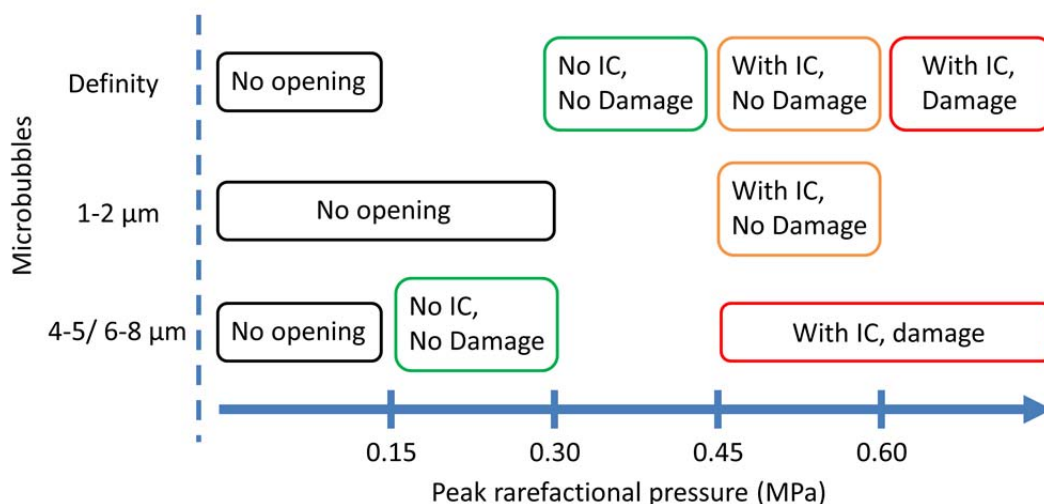 Microbubbles
Definity
No opening
No IC,
No Damage
With IC,
No Damage
With IC,
Damage
1-2 µm
No opening
With IC,
No Damage
4-5/ 6-8 µm
No opening
No IC,
No Damage
With IC, damage
0.15
0.30
0.45
0.60
Peak rarefactional pressure (MPa)